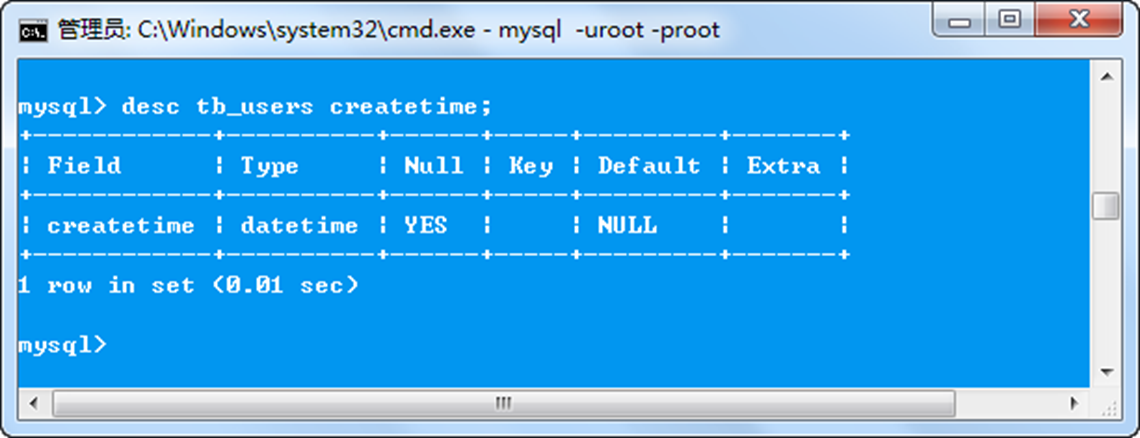 管理员: C:\Windows\system32\cmd.exe - mysql  -uroot -proot
mysql> desc tb_users createtime;
+------------+----------+------+-----+---------+-------+
| Field      | Type     | Null | Key | Default | Extra |
+------------+----------+------+-----+---------+-------+
| createtime | datetime | YES  |     | NULL    |       |
+------------+----------+------+-----+---------+-------+
1 row in set (0.01 sec)
mysql>